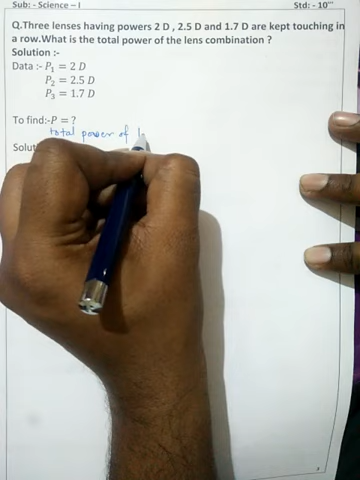 Sub: - Science – I Std: - 10
Q.Three lenses having powers 2 D , 2.5 D and 1.7 D are kept touching in
a row.What is the total power of the lens combination ?
Solution :-
Data :- P₁ = 2 D
P₂ = 2.5 D
P₃ = 1.7 D
To find:-P = ?
total power of